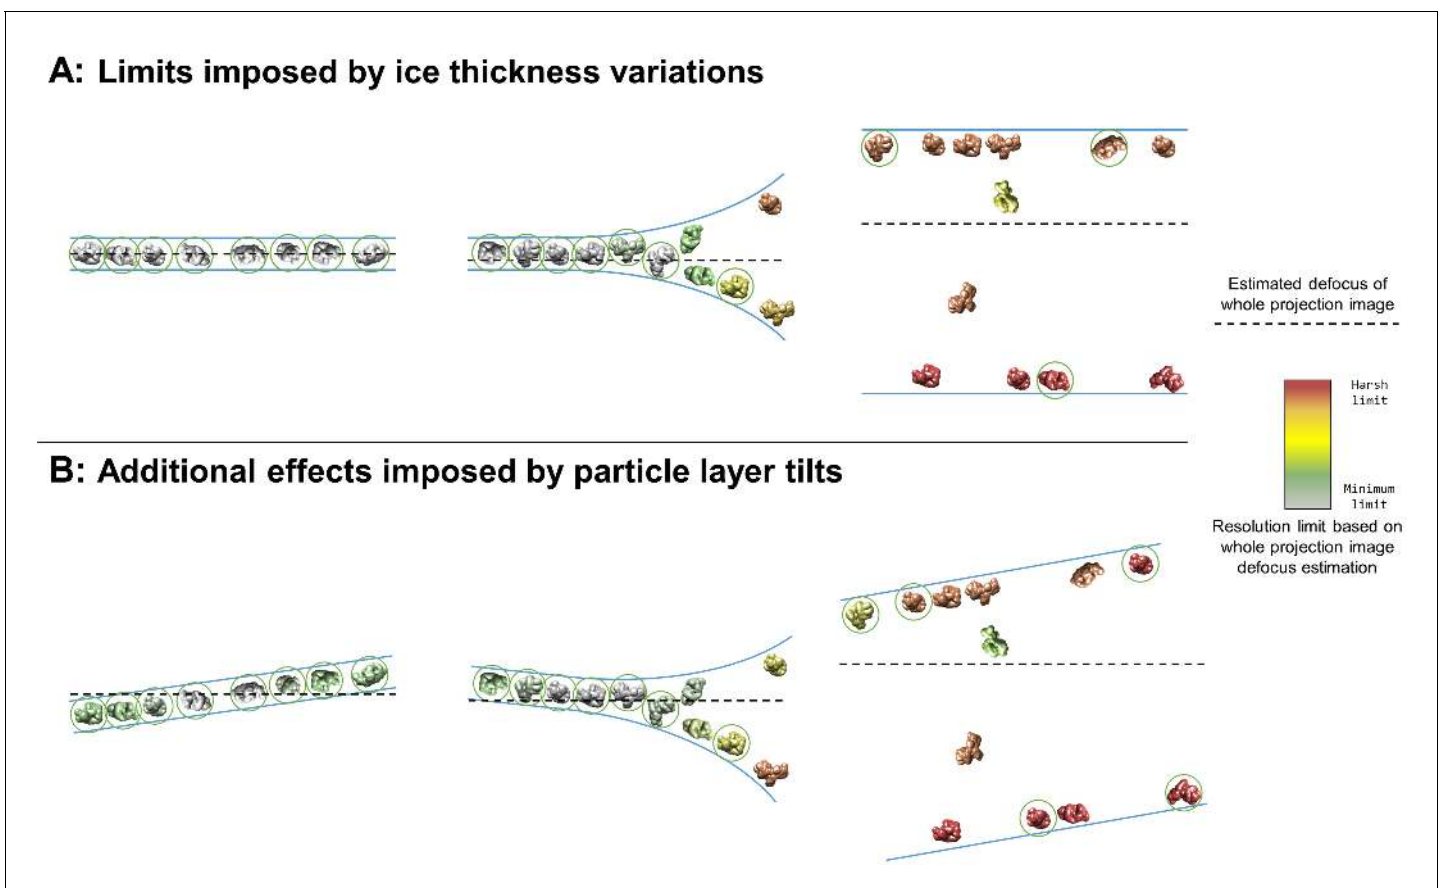 A: Limits imposed by ice thickness variations
Estimated defocus of
whole projection image
Harsh
limit
Minimum
limit
Resolution limit based on
whole projection image
defocus estimation
B: Additional effects imposed by particle layer tilts